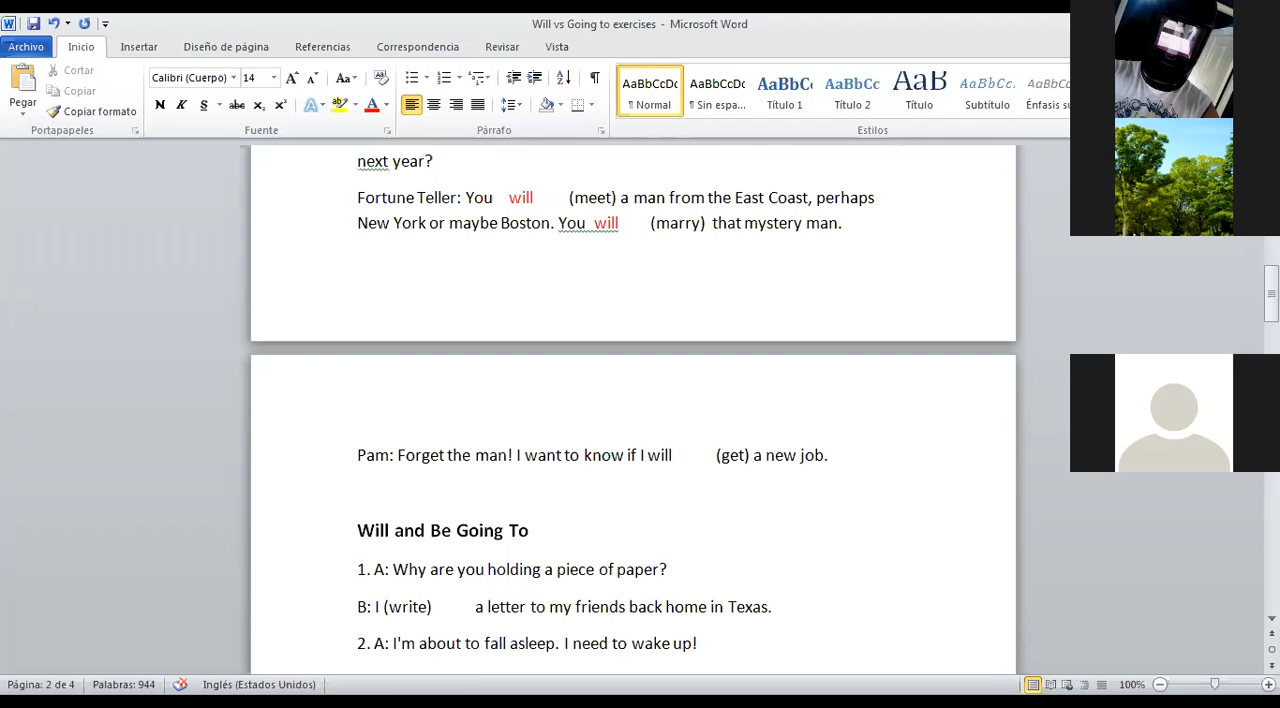 Will vs Going to exercises - Microsoft Word
Archivo Inicio Insertar Diseño de página Referencias Correspondencia Revisar Vista
Pegar
Cortar
Copiar
Copiar formato
Portapapeles
Calibri (Cuerpo) 14
N K S abc x₂ x²
Fuente
Párrafo
AaBbCcDc AaBbCcDc AaBbC AaBbCc AaB AaBbCc. AaBbCc
¶ Normal ¶ Sin espa... Título 1 Título 2 Título Subtítulo Énfasis
Estilos
next year?
Fortune Teller: You will (meet) a man from the East Coast, perhaps
New York or maybe Boston. You will (marry) that mystery man.
Pam: Forget the man! I want to know if I will (get) a new job.
Will and Be Going To
1. A: Why are you holding a piece of paper?
B: I (write) a letter to my friends back home in Texas.
2. A: I'm about to fall asleep. I need to wake up!
Página: 2 de 4 Palabras: 944 Inglés (Estados Unidos) 100%